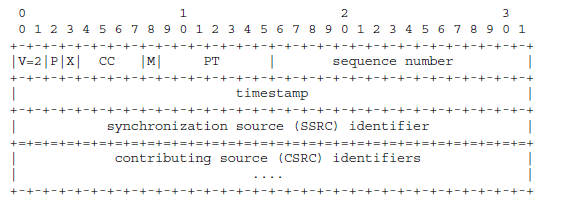 0                   1                   2                   3
 0 1 2 3 4 5 6 7 8 9 0 1 2 3 4 5 6 7 8 9 0 1 2 3 4 5 6 7 8 9 0 1
+-+-+-+-+-+-+-+-+-+-+-+-+-+-+-+-+-+-+-+-+-+-+-+-+-+-+-+-+-+-+-+-+
|V=2|P|X|  CC   |M|     PT      |       sequence number         |
+-+-+-+-+-+-+-+-+-+-+-+-+-+-+-+-+-+-+-+-+-+-+-+-+-+-+-+-+-+-+-+-+
|                           timestamp                           |
+-+-+-+-+-+-+-+-+-+-+-+-+-+-+-+-+-+-+-+-+-+-+-+-+-+-+-+-+-+-+-+-+
|           synchronization source (SSRC) identifier            |
+=+=+=+=+=+=+=+=+=+=+=+=+=+=+=+=+=+=+=+=+=+=+=+=+=+=+=+=+=+=+=+=+
|            contributing source (CSRC) identifiers             |
|                             ....                              |
+-+-+-+-+-+-+-+-+-+-+-+-+-+-+-+-+-+-+-+-+-+-+-+-+-+-+-+-+-+-+-+-+